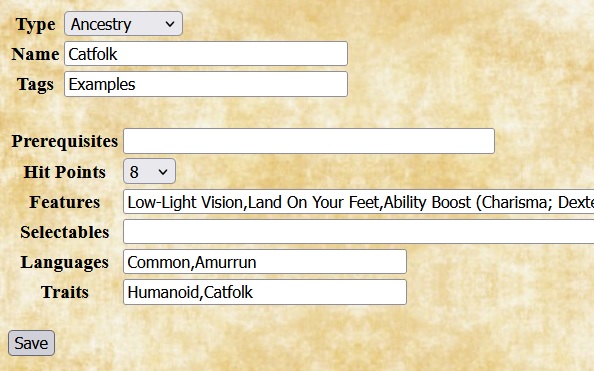 Type Ancestry
Name Catfolk
Tags Examples
Prerequisites
Hit Points 8
Features Low-Light Vision,Land On Your Feet,Ability Boost (Charisma;
Selectables
Languages Common,Amurrun
Traits Humanoid,Catfolk
Save